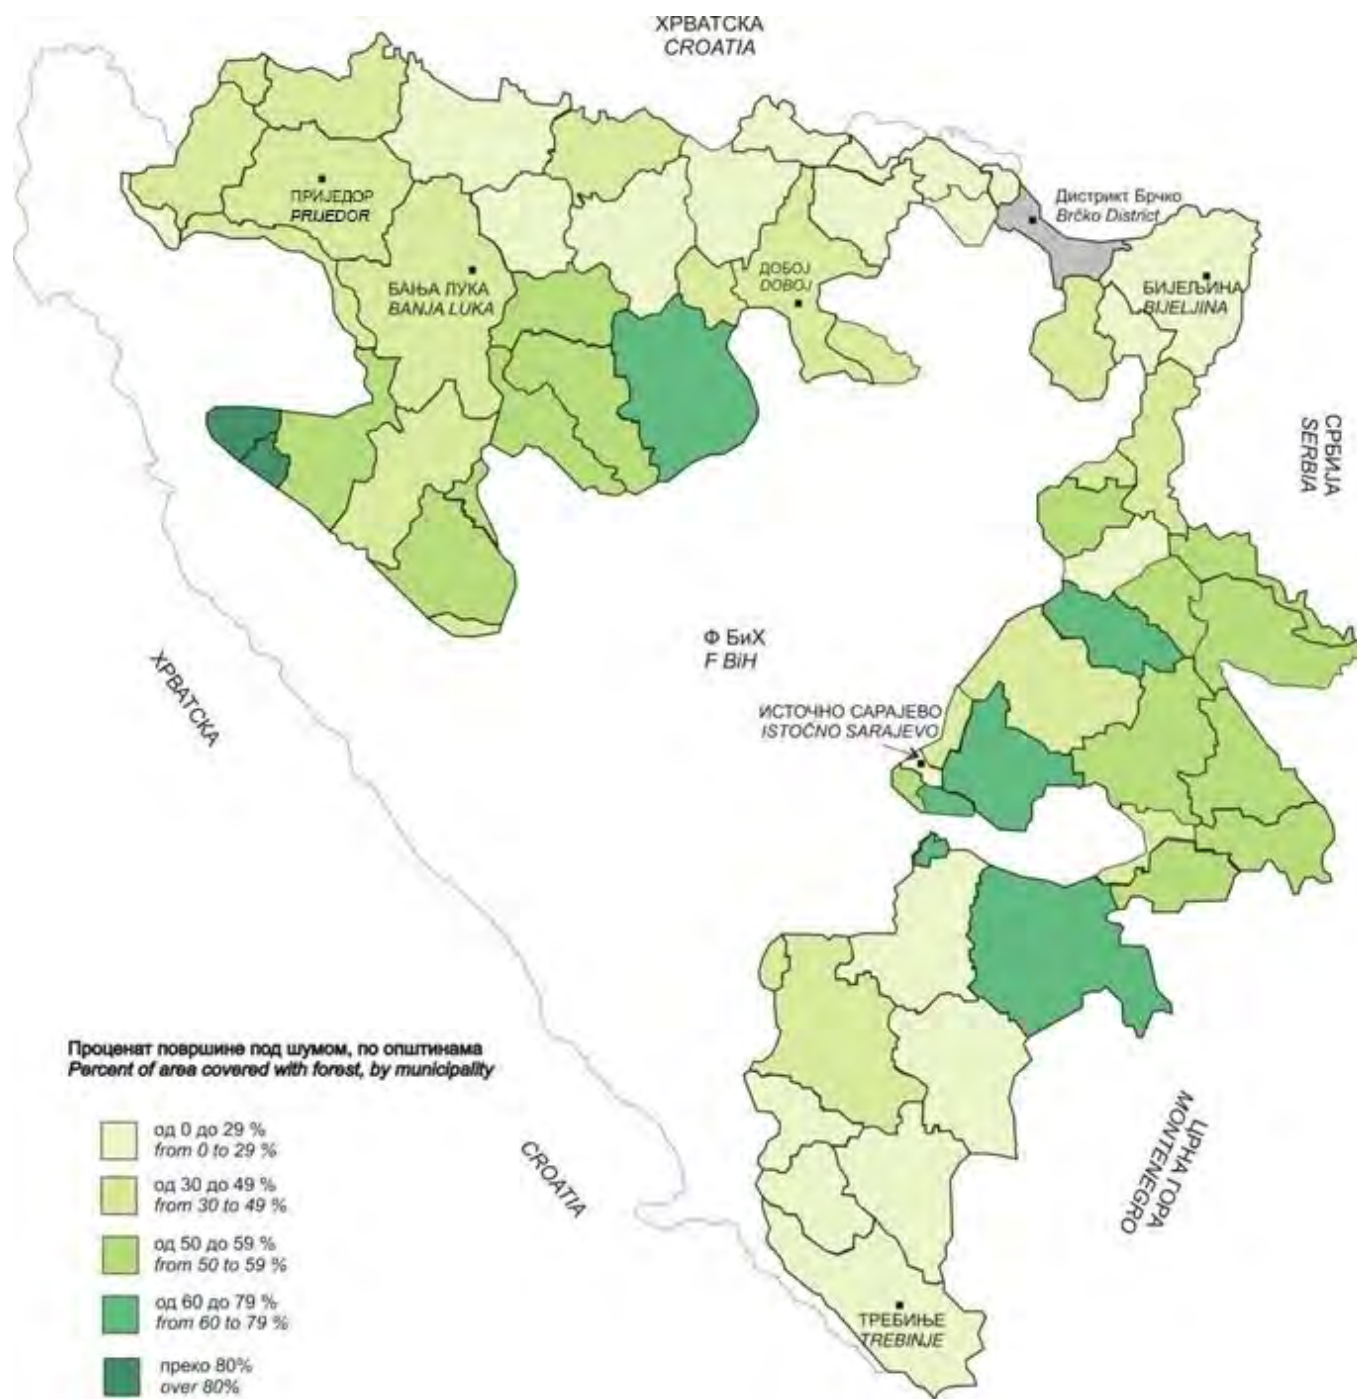 ХРВАТСКА
CROATIA
ПРИЈЕДОР
PRIJEDOR
Дистрикт Брчко
Brčko District
БАЊА ЛУКА
BANJA LUKA
ДОБОЈ
DOBOJ
БИЈЕЉИНА
BIJELJINA
СРБИЈА
SERBIA
Ф БиХ
F BiH
ХРВАТСКА
ИСТОЧНО САРАЈЕВО
ISTOČNO SARAJEVO
Проценат површине под шумом, по општинама
Percent of area covered with forest, by municipality
од 0 до 29 %
from 0 to 29 %
од 30 до 49 %
from 30 to 49 %
од 50 до 59 %
from 50 to 59 %
од 60 до 79 %
from 60 to 79 %
преко 80%
over 80%
CROATIA
ЦРНА ГОРА
MONTENEGRO
ТРЕБИЊЕ
TREBINJE